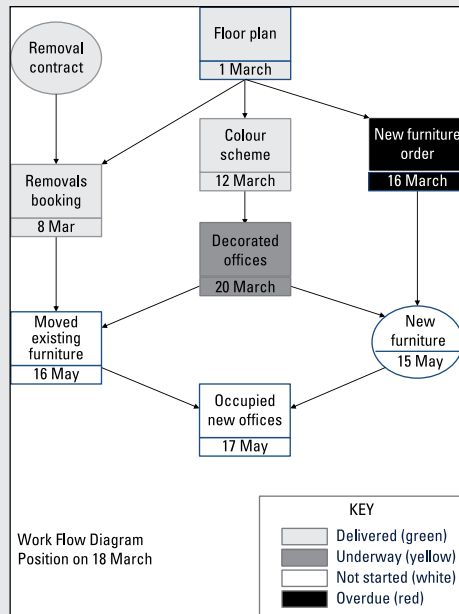 Floor plan
1 March
Removal
contract
Colour
scheme
12 March
New furniture
order
16 March
Removals
booking
8 Mar
Decorated
offices
20 March
Moved
existing
furniture
16 May
New
furniture
15 May
Occupied
new offices
17 May
Work Flow Diagram
Position on 18 March
KEY
Delivered (green)
Underway (yellow)
Not started (white)
Overdue (red)